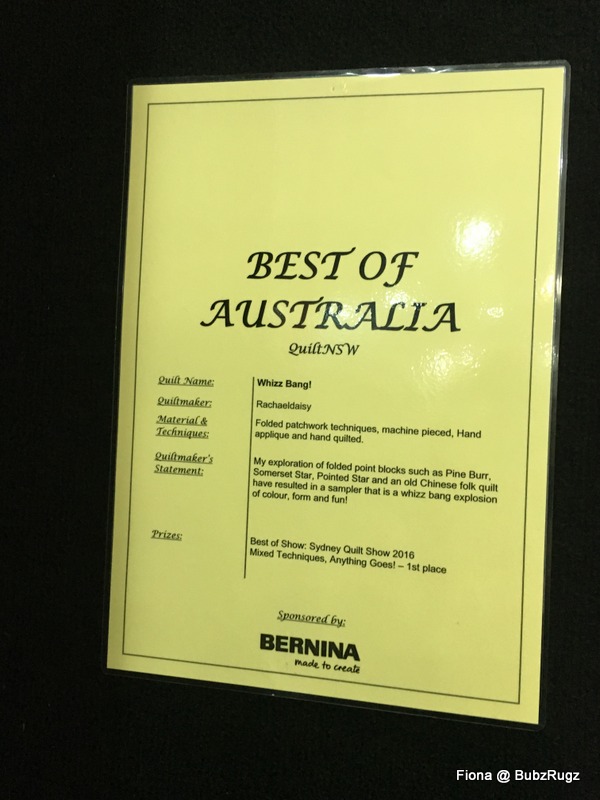 BEST OF
AUSTRALIA
QuiltNSW
Quilt Name: Whizz Bang!
Quiltmaker: Rachaeldaisy
Material & Techniques:
Folded patchwork techniques, machine pieced, Hand
applique and hand quilted.
Quiltmaker's Statement:
My exploration of folded point blocks such as Pine Burr,
Somerset Star, Pointed Star and an old Chinese folk quilt
have resulted in a sampler that is a whizz bang explosion
of colour, form and fun!
Prizes:
Best of Show: Sydney Quilt Show 2016
Mixed Techniques, Anything Goes! – 1st place
Sponsored by:
BERNINA
made to create
Fiona @ BubzRugz